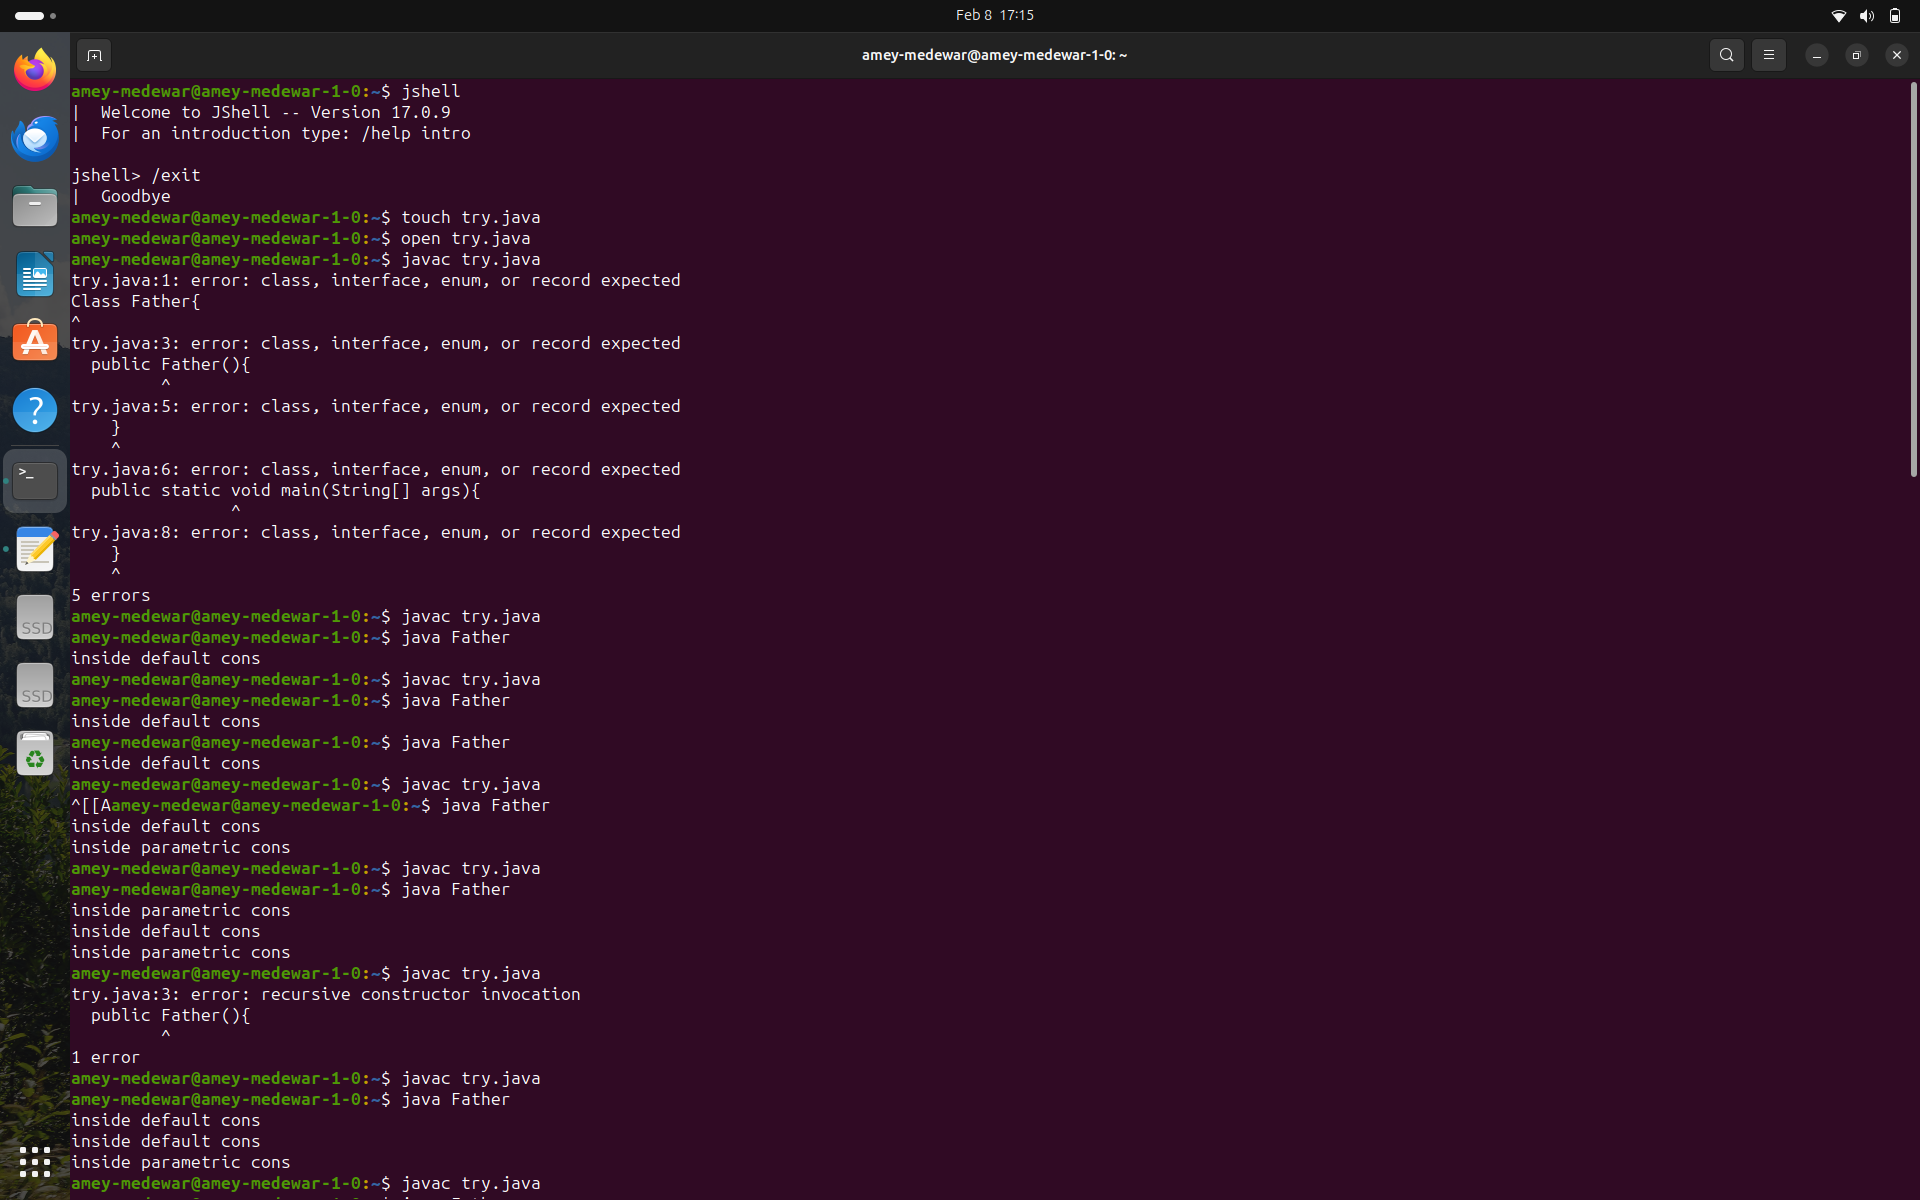 Feb 8 17:15
amey-medewar@amey-medewar-1-0: ~
amey-medewar@amey-medewar-1-0:~$ jshell
|  Welcome to JShell -- Version 17.0.9
|  For an introduction type: /help intro
jshell> /exit
|  Goodbye
amey-medewar@amey-medewar-1-0:~$ touch try.java
amey-medewar@amey-medewar-1-0:~$ open try.java
amey-medewar@amey-medewar-1-0:~$ javac try.java
try.java:1: error: class, interface, enum, or record expected
Class Father{
^
try.java:3: error: class, interface, enum, or record expected
  public Father(){
         ^
try.java:5: error: class, interface, enum, or record expected
    }
    ^
try.java:6: error: class, interface, enum, or record expected
  public static void main(String[] args){
                ^
try.java:8: error: class, interface, enum, or record expected
    }
    ^
5 errors
amey-medewar@amey-medewar-1-0:~$ javac try.java
amey-medewar@amey-medewar-1-0:~$ java Father
inside default cons
amey-medewar@amey-medewar-1-0:~$ javac try.java
amey-medewar@amey-medewar-1-0:~$ java Father
inside default cons
amey-medewar@amey-medewar-1-0:~$ java Father
inside default cons
amey-medewar@amey-medewar-1-0:~$ javac try.java
^[[Aamey-medewar@amey-medewar-1-0:~$ java Father
inside default cons
inside parametric cons
amey-medewar@amey-medewar-1-0:~$ javac try.java
amey-medewar@amey-medewar-1-0:~$ java Father
inside parametric cons
inside default cons
inside parametric cons
amey-medewar@amey-medewar-1-0:~$ javac try.java
try.java:3: error: recursive constructor invocation
  public Father(){
         ^
1 error
amey-medewar@amey-medewar-1-0:~$ javac try.java
amey-medewar@amey-medewar-1-0:~$ java Father
inside default cons
inside default cons
inside parametric cons
amey-medewar@amey-medewar-1-0:~$ javac try.java
SSD
SSD